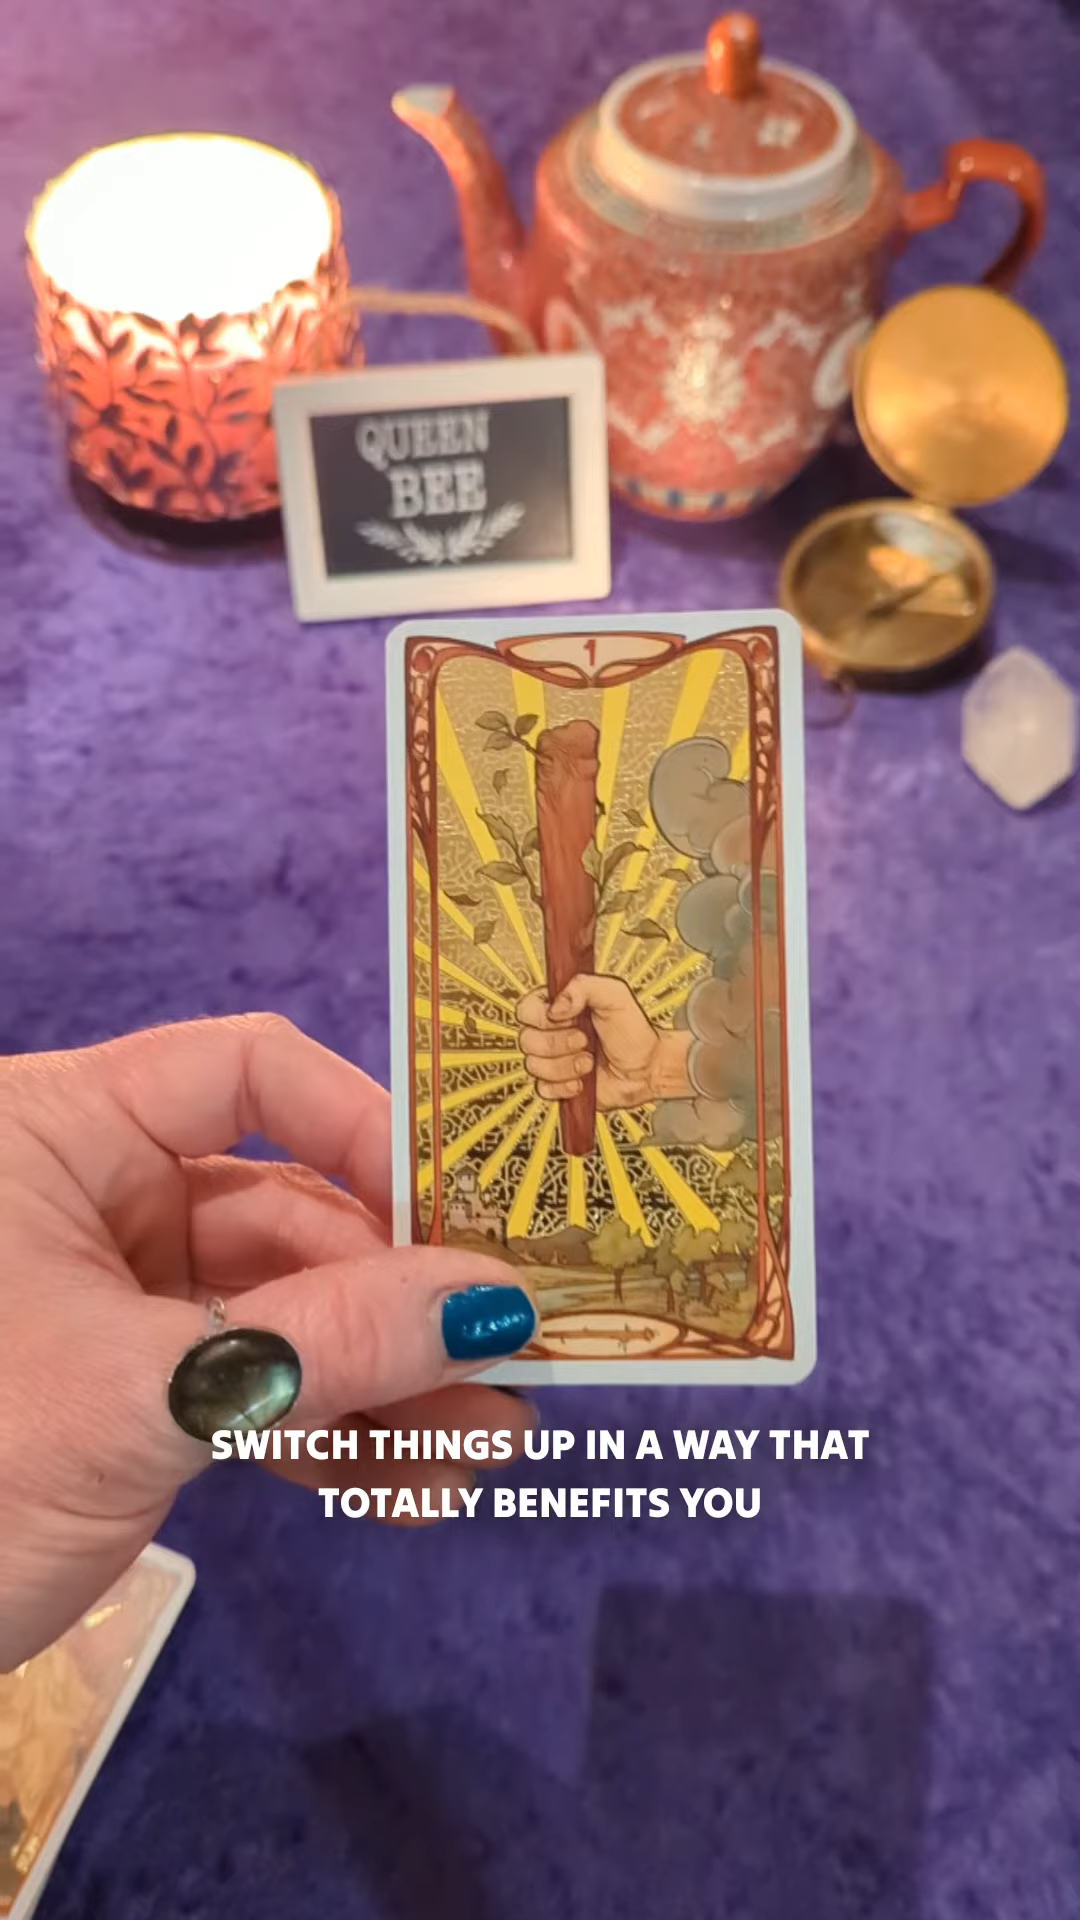 QUEEN
BEE
1
SWITCH THINGS UP IN A WAY THAT
TOTALLY BENEFITS YOU